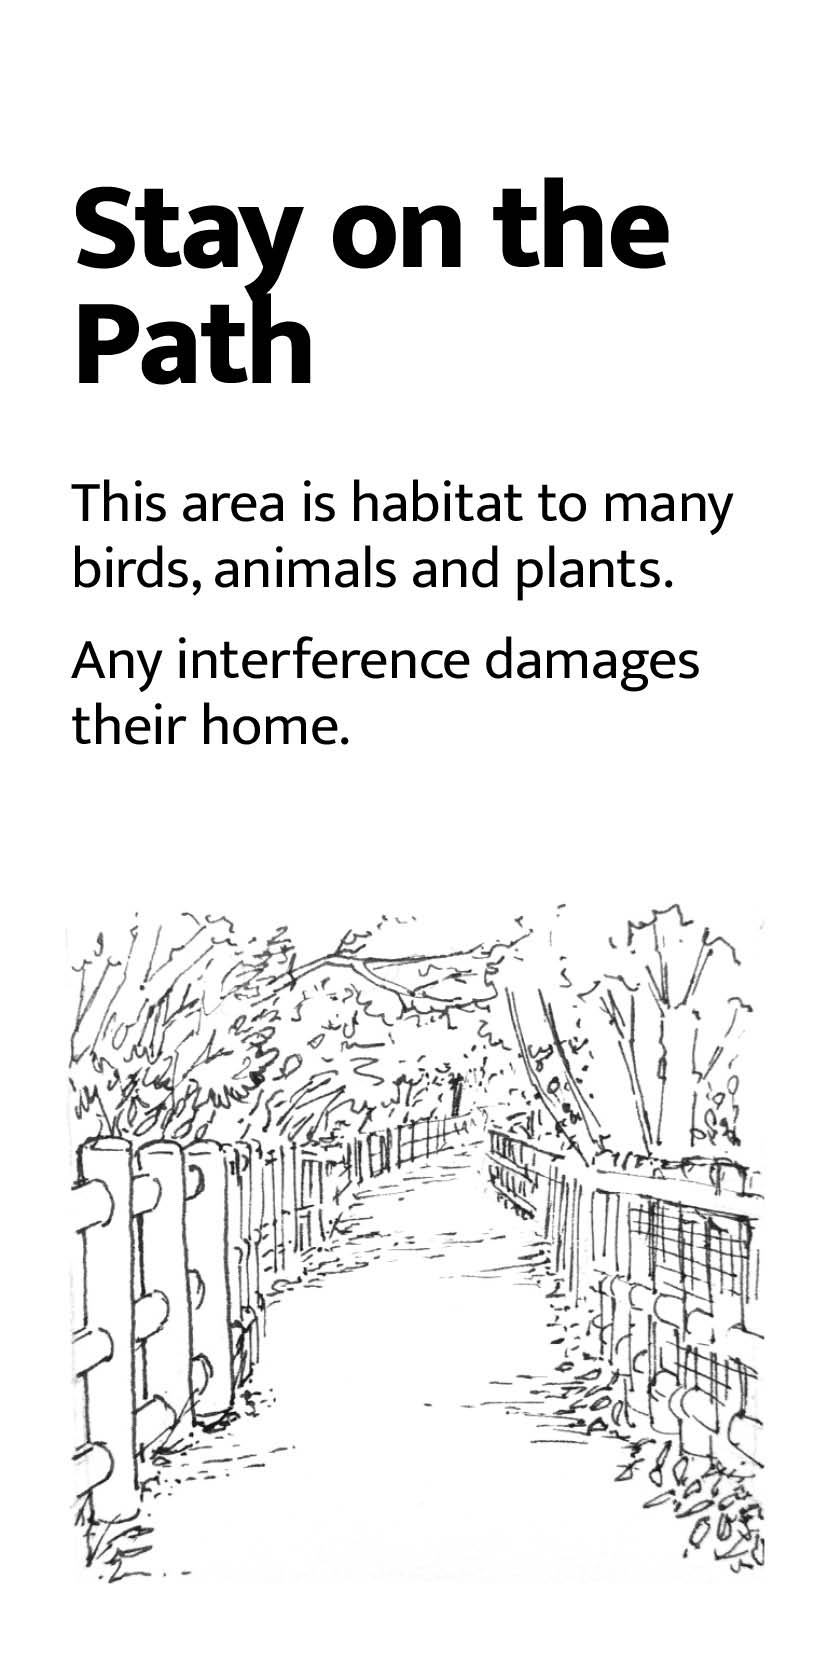 Stay on the
Path
This area is habitat to many
birds, animals and plants.
Any interference damages
their home.